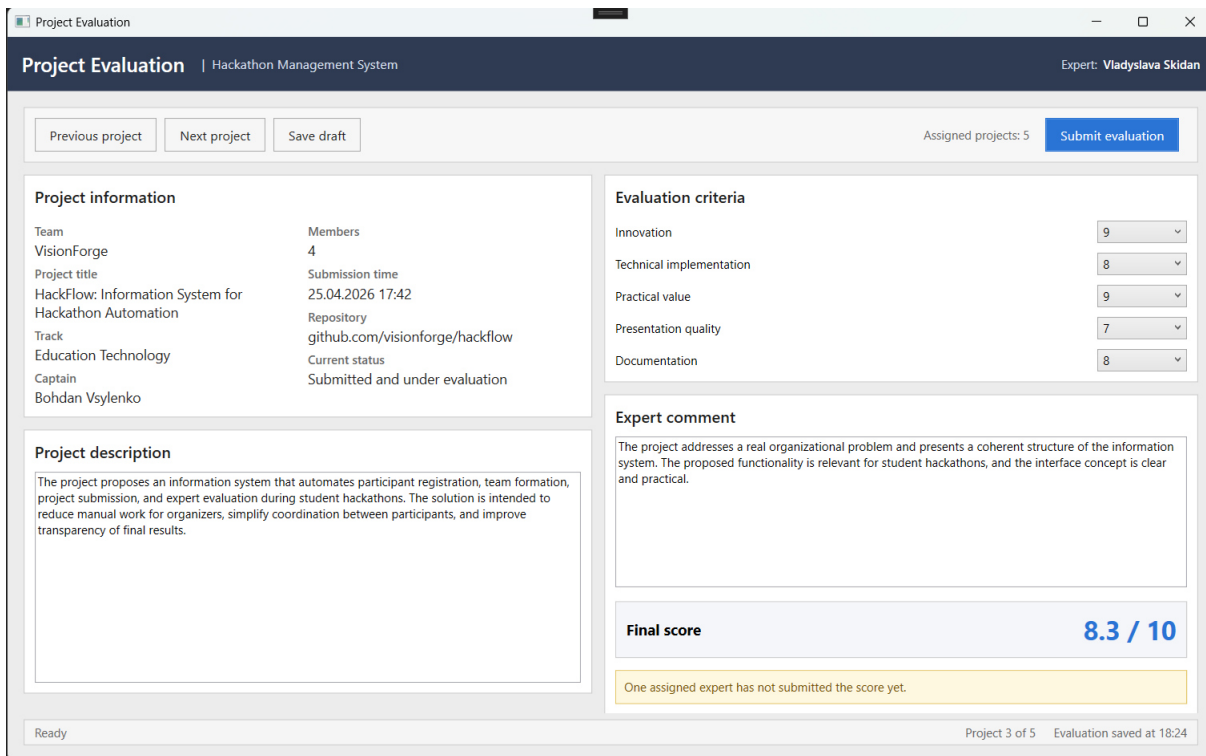 Project Evaluation
Project Evaluation | Hackathon Management System
Expert: Vladyslava Skidan
Previous project
Next project
Save draft
Assigned projects: 5
Submit evaluation
Project information
Team
VisionForge
Project title
HackFlow: Information System for
Hackathon Automation
Track
Education Technology
Captain
Bohdan Vsylenko
Members
4
Submission time
25.04.2026 17:42
Repository
github.com/visionforge/hackflow
Current status
Submitted and under evaluation
Project description
The project proposes an information system that automates participant registration, team formation,
project submission, and expert evaluation during student hackathons. The solution is intended to
reduce manual work for organizers, simplify coordination between participants, and improve
transparency of final results.
Evaluation criteria
Innovation 9
Technical implementation 8
Practical value 9
Presentation quality 7
Documentation 8
Expert comment
The project addresses a real organizational problem and presents a coherent structure of the information
system. The proposed functionality is relevant for student hackathons, and the interface concept is clear
and practical.
Final score 8.3 / 10
One assigned expert has not submitted the score yet.
Ready
Project 3 of 5
Evaluation saved at 18:24